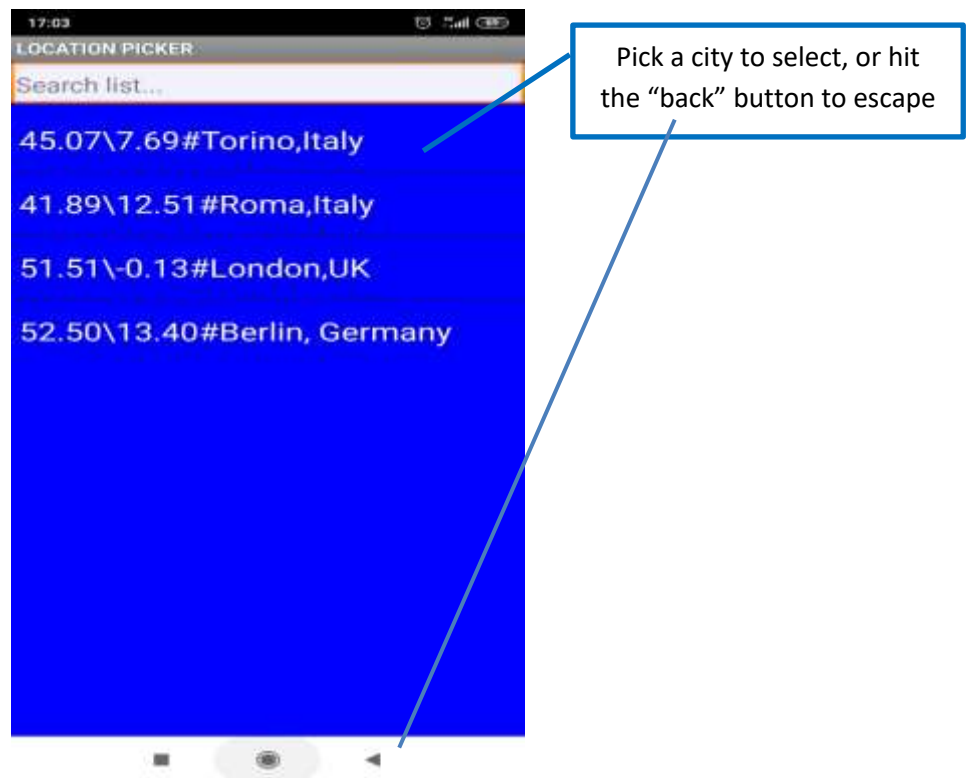 17:03
LOCATION PICKER
Search list...
45.07\7.69#Torino,Italy
41.89\12.51#Roma,Italy
51.51\-0.13#London,UK
52.50\13.40#Berlin, Germany
Pick a city to select, or hit
the “back” button to escape